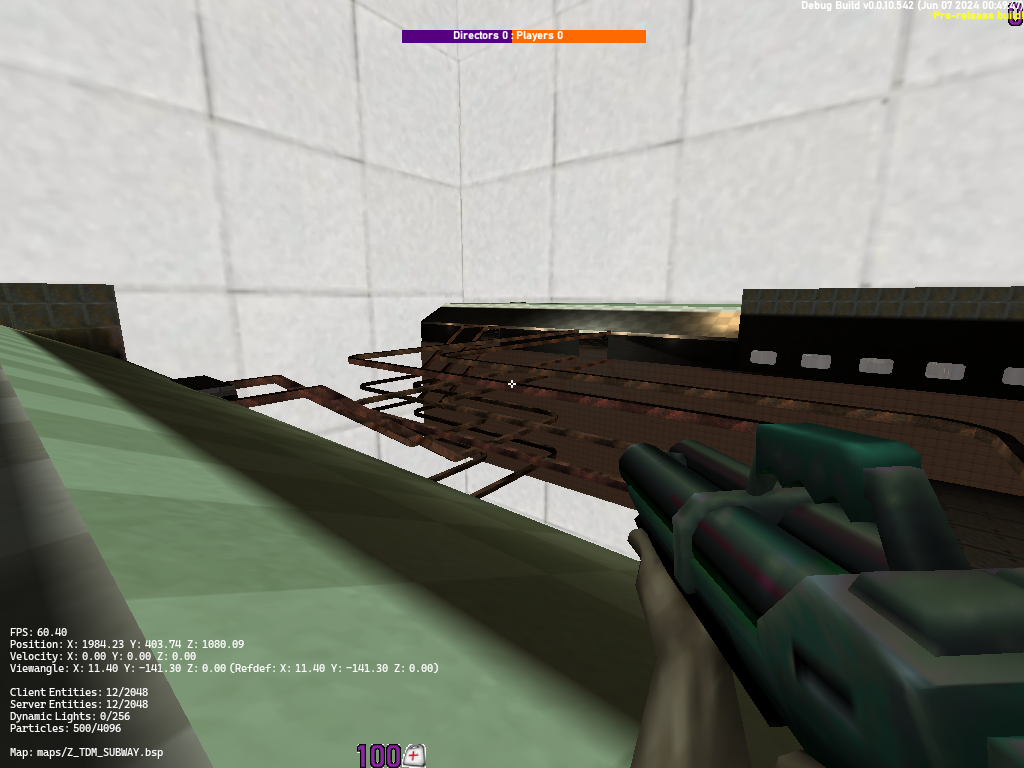 Debug Build v0.0.10.542 (Jun 07 2024 00:49:
Pre-release build
Directors 0 : Players 0
FPS: 60.40
Position: X: 1984.23 Y: 403.74 Z: 1080.09
Velocity: X: 0.00 Y: 0.00 Z: 0.00
Viewangle: X: 11.40 Y: -141.30 Z: 0.00 (Refdef: X: 11.40 Y: -141.30 Z: 0.00)
Client Entities: 12/2048
Server Entities: 12/2048
Dynamic Lights: 0/256
Particles: 500/4096
Map: maps/Z_TDM_SUBWAY.bsp
100